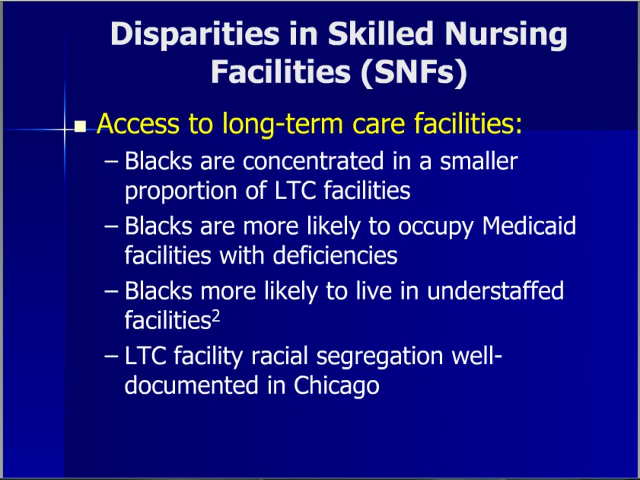 Disparities in Skilled Nursing
Facilities (SNFs)
Access to long-term care facilities:
– Blacks are concentrated in a smaller
proportion of LTC facilities
– Blacks are more likely to occupy Medicaid
facilities with deficiencies
– Blacks more likely to live in understaffed
facilities²
– LTC facility racial segregation well-
documented in Chicago